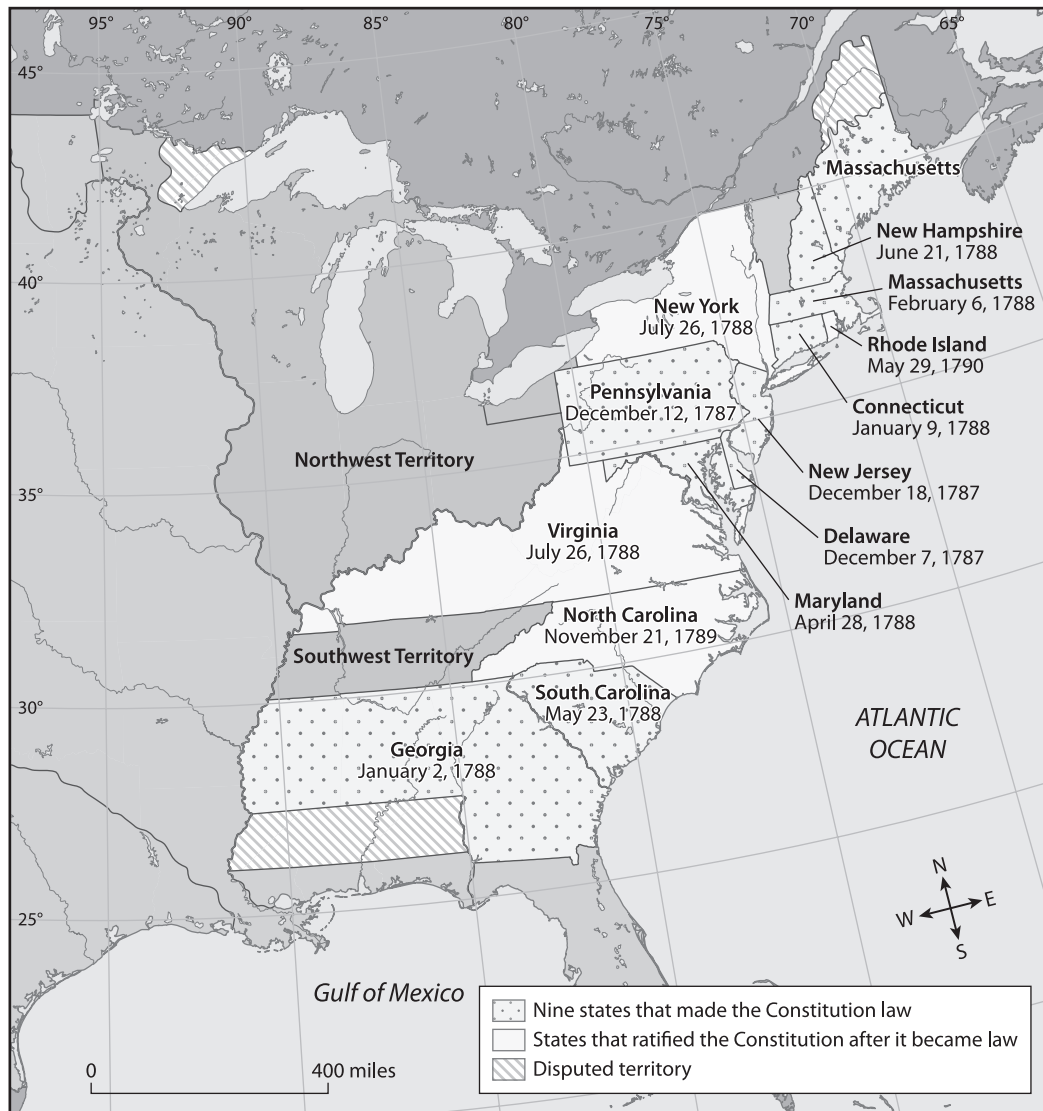 95°
90°
85°
80°
75°
70°
65°
45°
40°
35°
30°
25°
Massachusetts
New Hampshire
June 21, 1788
Massachusetts
February 6, 1788
New York
July 26, 1788
Rhode Island
May 29, 1790
Pennsylvania
December 12, 1787
Connecticut
January 9, 1788
Northwest Territory
New Jersey
December 18, 1787
Virginia
July 26, 1788
Delaware
December 7, 1787
Maryland
April 28, 1788
North Carolina
November 21, 1789
Southwest Territory
South Carolina
May 23, 1788
Georgia
January 2, 1788
ATLANTIC
OCEAN
N
W
E
S
Gulf of Mexico
Nine states that made the Constitution law
States that ratified the Constitution after it became law
Disputed territory
0 400 miles